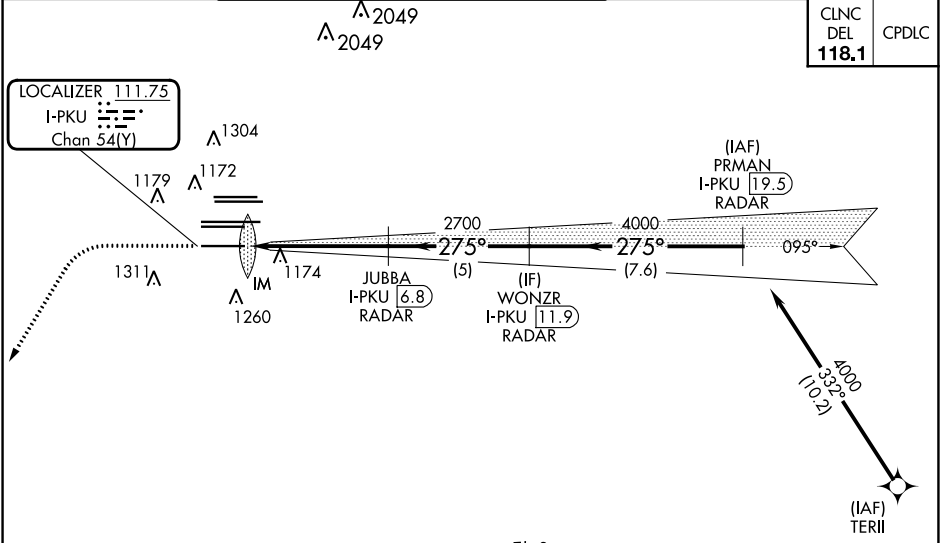 2049
2049
CLNC
DEL
118.1
CPDLC
LOCALIZER 111.75
I-PKU
Chan 54(Y)
1304
1172
1179
1311
IM
1260
1174
2700
4000
275°
275°
095°
(5)
(7.6)
JUBBA
I-PKU 6.8
RADAR
(IF)
WONZR
I-PKU 11.9
RADAR
(IAF)
PRMAN
I-PKU 19.5
RADAR
4000
332°
(10.2)
(IAF)
TERII